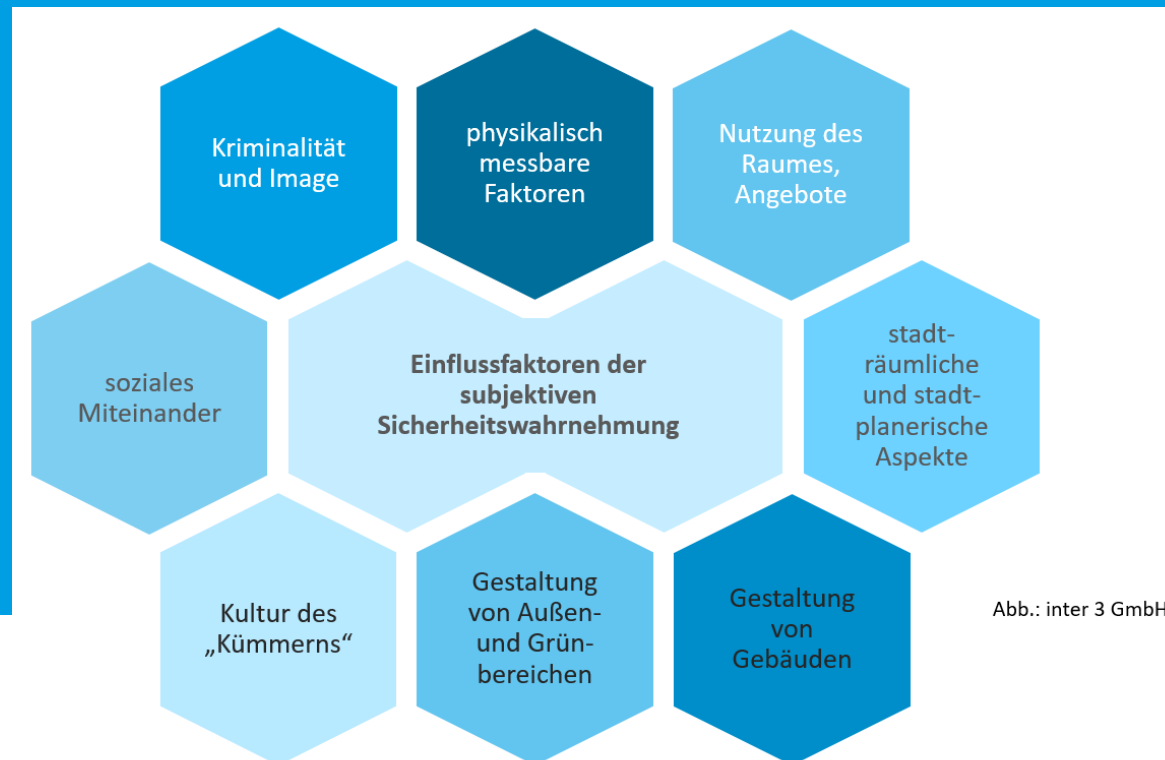 Kriminalität
und Image
physikalisch
messbare
Faktoren
Nutzung des
Raumes,
Angebote
soziales
Miteinander
Einflussfaktoren der
subjektiven
Sicherheitswahrnehmung
stadt-
räumliche
und stadt-
planerische
Aspekte
Kultur des
„Kümmerns“
Gestaltung
von Außen-
und Grün-
bereichen
Gestaltung
von
Gebäuden
Abb.: inter 3 GmbH